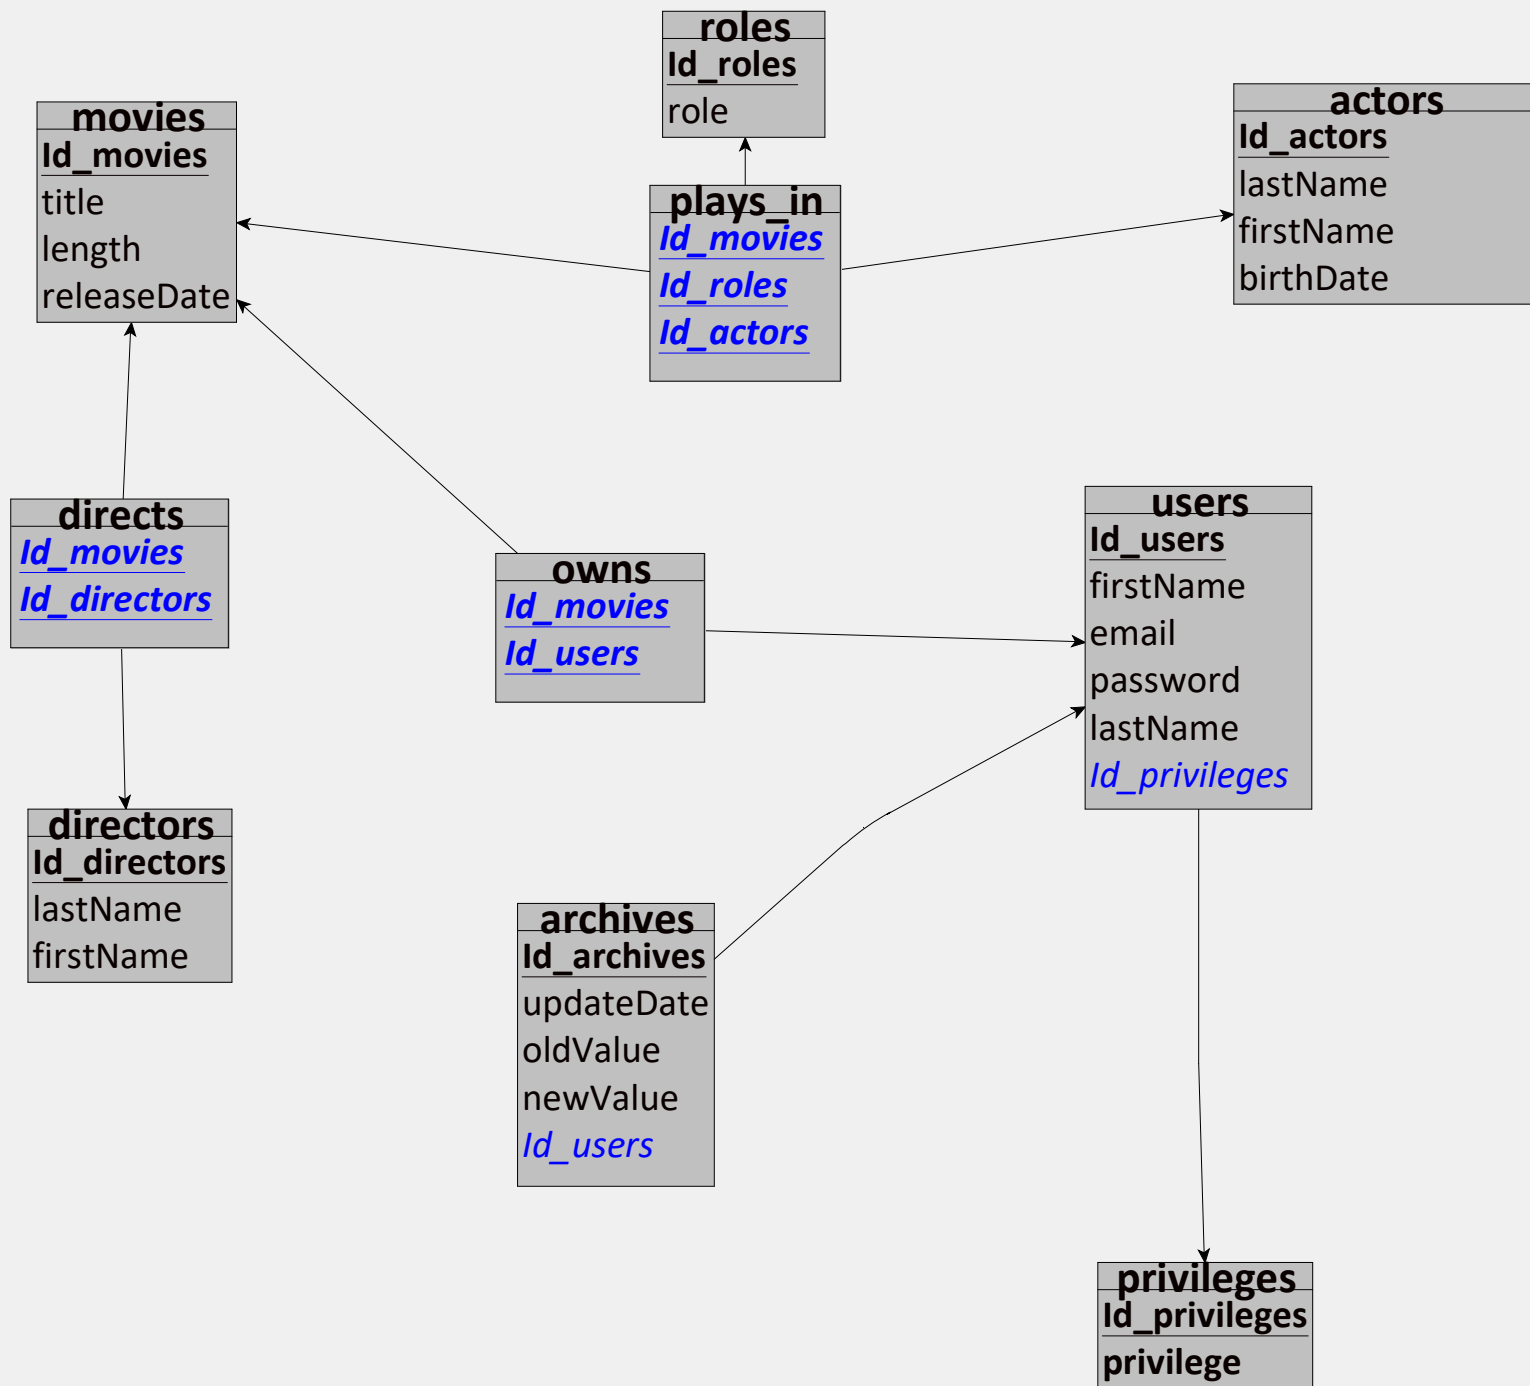 roles
Id_roles
role
movies
Id_movies
title
length
releaseDate
plays_in
Id_movies
Id_roles
Id_actors
actors
Id_actors
lastName
firstName
birthDate
directs
Id_movies
Id_directors
owns
Id_movies
Id_users
users
Id_users
firstName
email
password
lastName
Id_privileges
directors
Id_directors
lastName
firstName
archives
Id_archives
updateDate
oldValue
newValue
Id_users
privileges
Id_privileges
privilege